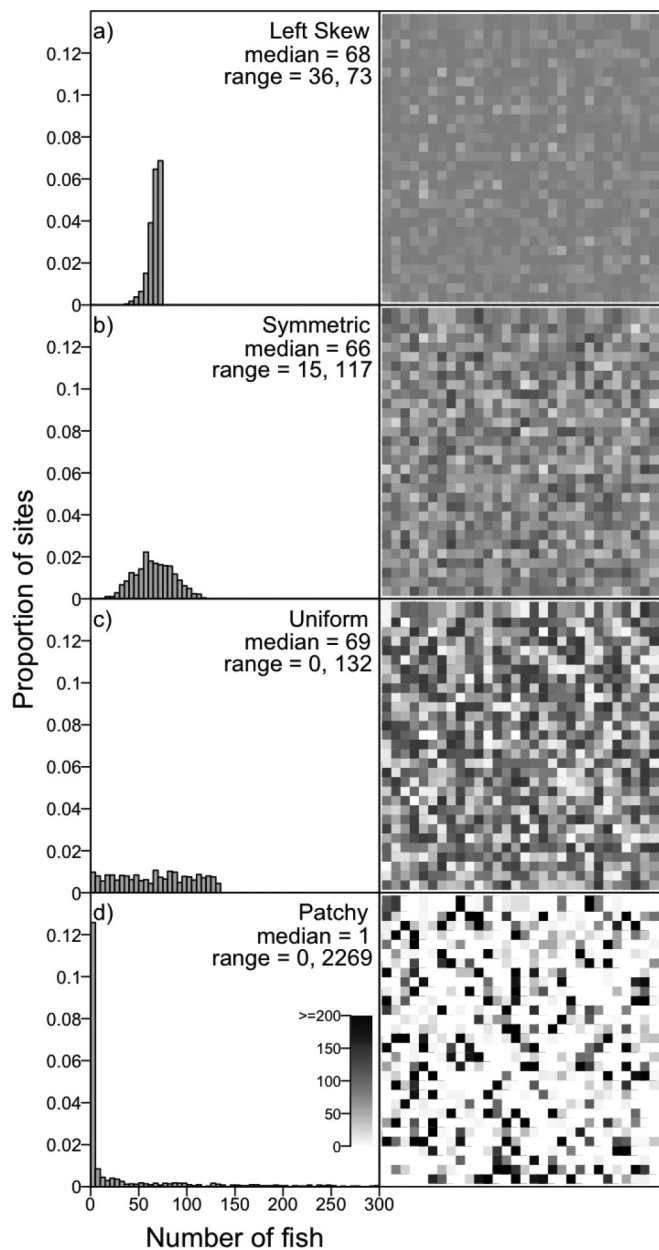 a) Left Skew
median = 68
range = 36, 73
0.12
0.1
0.08
0.06
0.04
0.02
0
b) Symmetric
median = 66
range = 15, 117
0.12
0.1
0.08
0.06
0.04
0.02
0
Proportion of sites
c) Uniform
median = 69
range = 0, 132
0.12
0.1
0.08
0.06
0.04
0.02
0
d) Patchy
median = 1
range = 0, 2269
0.12
0.1
0.08
0.06
0.04
0.02
0
>=200
150
100
50
0
0 50 100 150 200 250 300
Number of fish